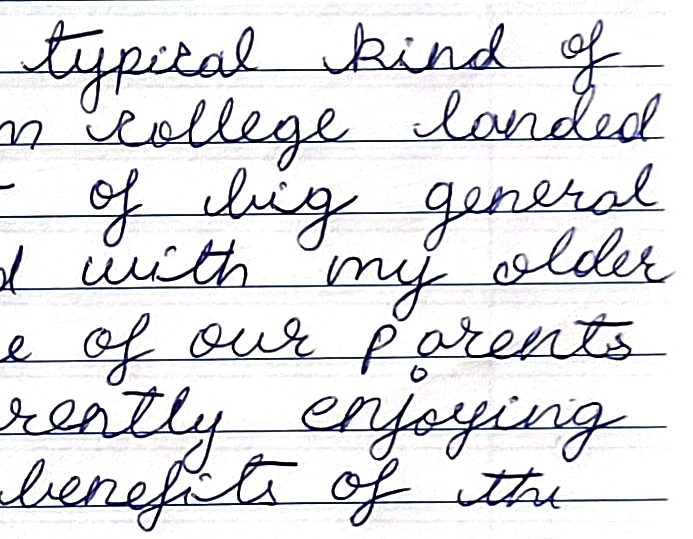 typical kind of
n college landed
of big general
d with my older
e of our parents
rently enjoying
benefits of the